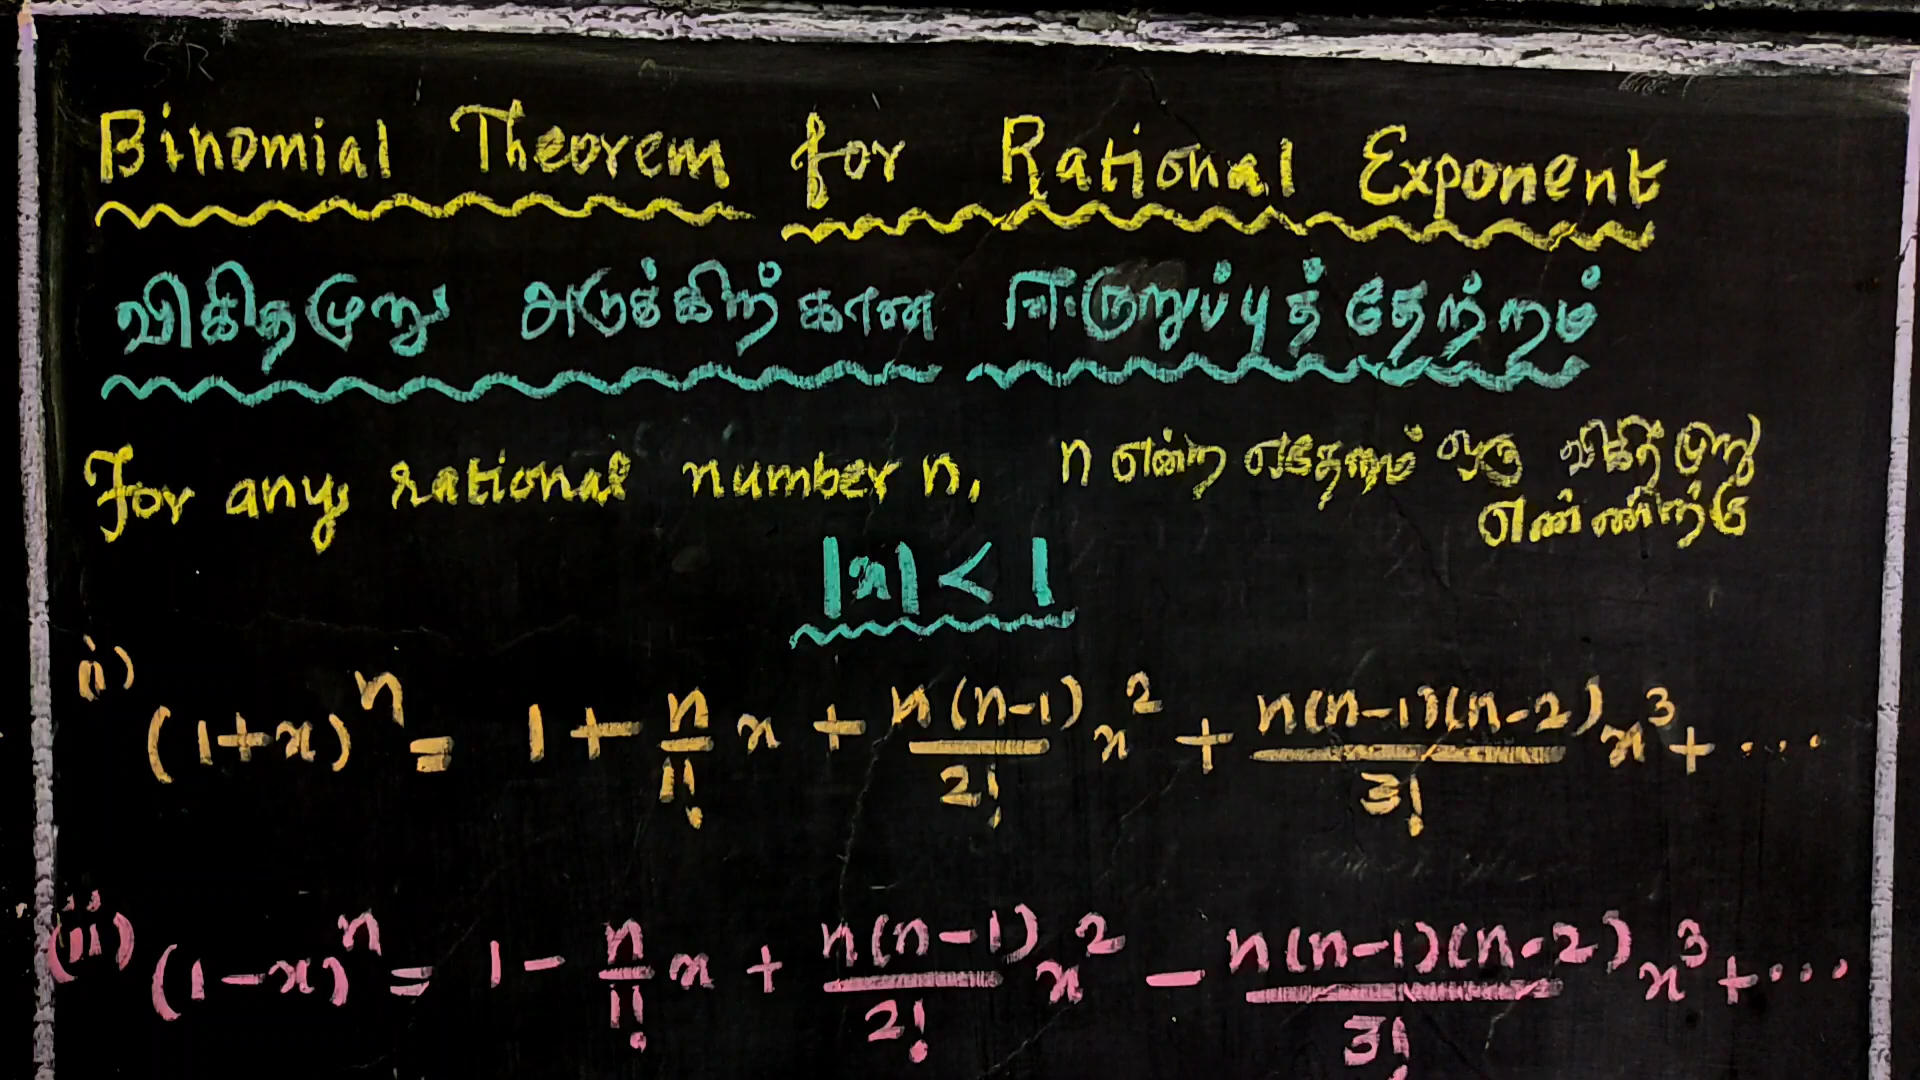 SR
Binomial Theorem for Rational Exponent
விகிதமுறு அடுக்கிற்கான ஈருறுப்புத் தேற்றம்
For any rational number n, n என்ற ஏதேனும் ஒரு விகிதமுறு
எண்ணிற்கு
|x| < 1
(i) (1+x)^n = 1 + n/1! x + n(n-1)/2! x^2 + n(n-1)(n-2)/3! x^3 + ...
(ii) (1-x)^n = 1 - n/1! x + n(n-1)/2! x^2 - n(n-1)(n-2)/3! x^3 + ...